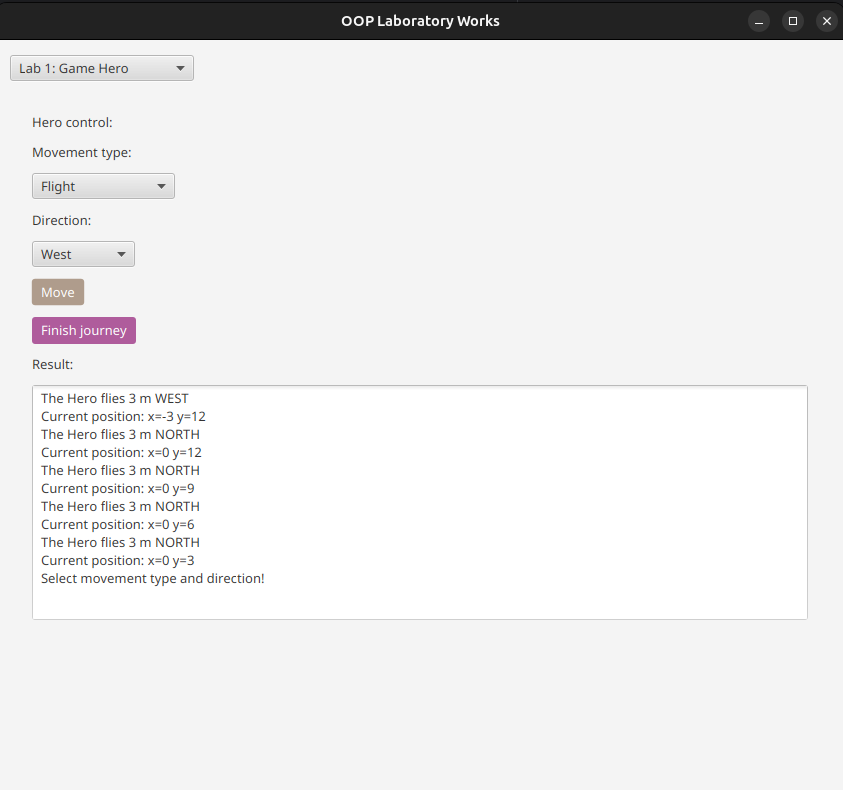 OOP Laboratory Works
Lab 1: Game Hero
Hero control:
Movement type:
Flight
Direction:
West
Move
Finish journey
Result:
The Hero flies 3 m WEST
Current position: x=-3 y=12
The Hero flies 3 m NORTH
Current position: x=0 y=12
The Hero flies 3 m NORTH
Current position: x=0 y=9
The Hero flies 3 m NORTH
Current position: x=0 y=6
The Hero flies 3 m NORTH
Current position: x=0 y=3
Select movement type and direction!